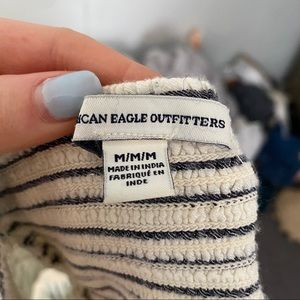 ICAN EAGLE OUTFITTERS
M/M/M
MADE IN INDIA
FABRIQUÉ EN
INDE